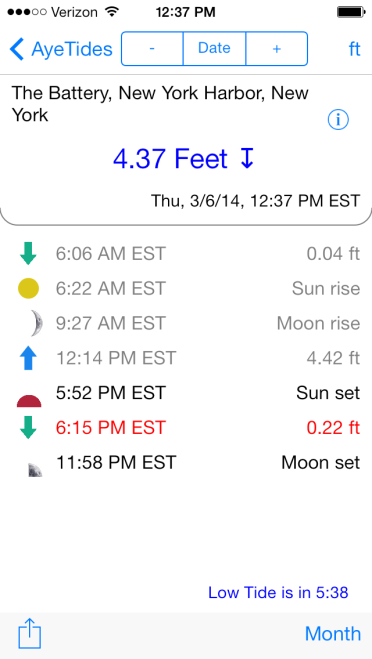 Verizon 12:37 PM
AyeTides - Date + ft
The Battery, New York Harbor, New
York
4.37 Feet ↧
Thu, 3/6/14, 12:37 PM EST
6:06 AM EST 0.04 ft
6:22 AM EST Sun rise
9:27 AM EST Moon rise
12:14 PM EST 4.42 ft
5:52 PM EST Sun set
6:15 PM EST 0.22 ft
11:58 PM EST Moon set
Low Tide is in 5:38
Month